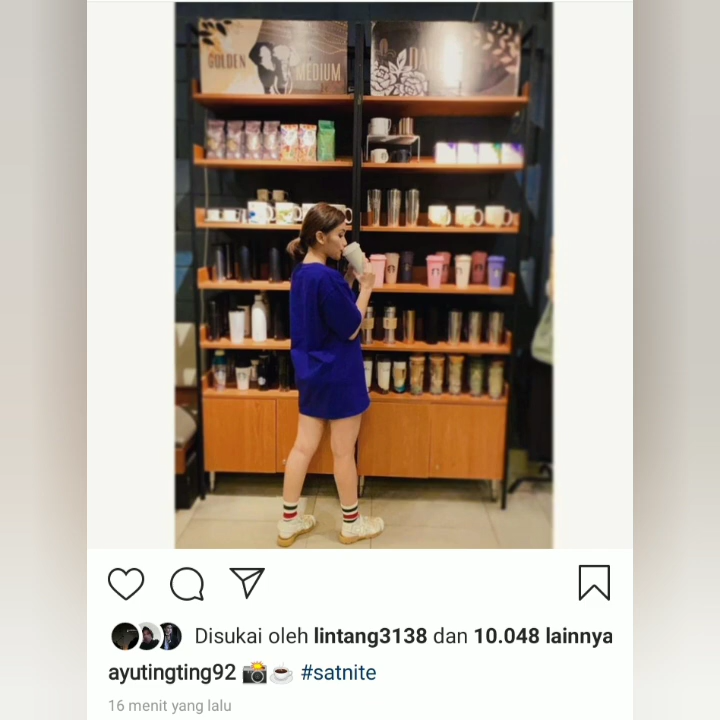 GOLDEN
MEDIUM
Disukai oleh lintang3138 dan 10.048 lainnya
ayutingting92 📸☕ #satnite
16 menit yang lalu